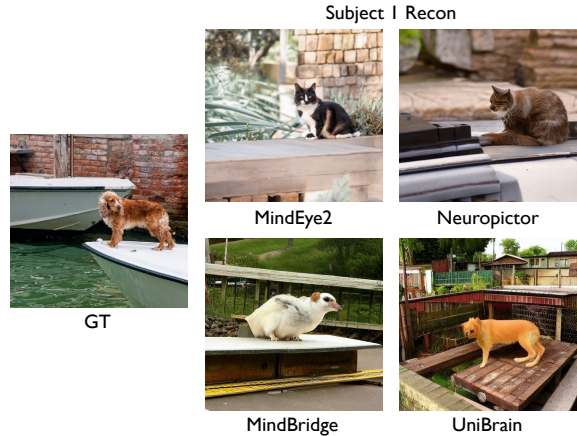 Subject 1 Recon
MindEye2
Neuropictor
GT
MindBridge
UniBrain